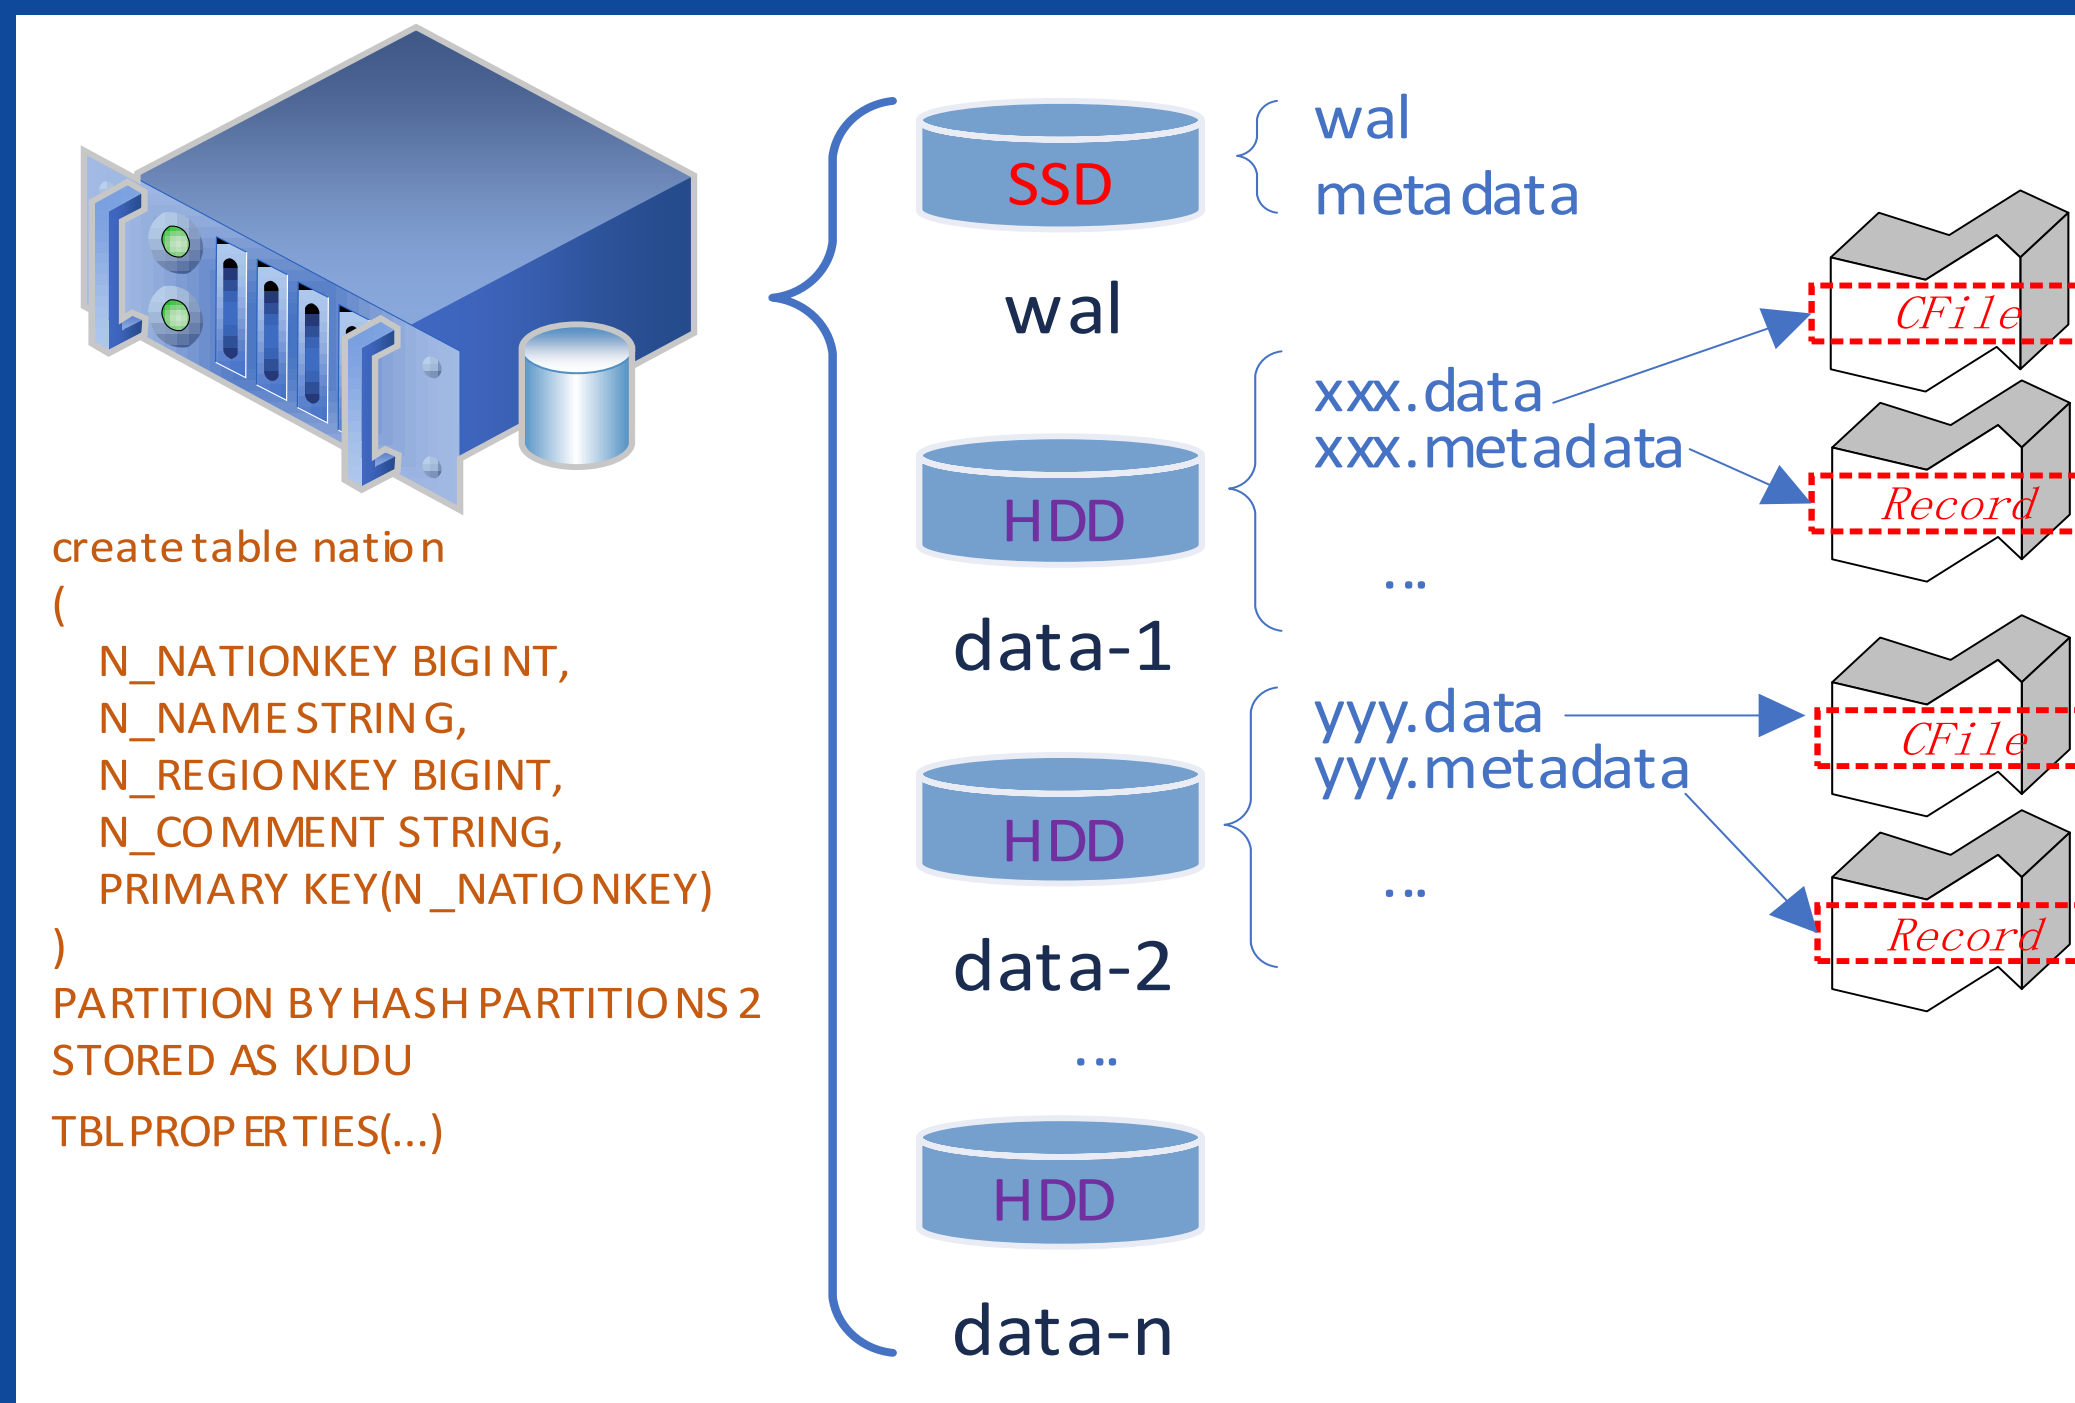 create table nation
(
N_NATIONKEY BIGINT,
N_NAME STRING,
N_REGIONKEY BIGINT,
N_COMMENT STRING,
PRIMARY KEY(N_NATIONKEY)
)
PARTITION BY HASH PARTITIONS 2
STORED AS KUDU
TBLPROPERTIES(...)
SSD
wal
wal
metadata
HDD
data-1
xxx.data
xxx.metadata
...
CFile
Record
HDD
data-2
yyy.data
yyy.metadata
...
CFile
Record
...
HDD
data-n